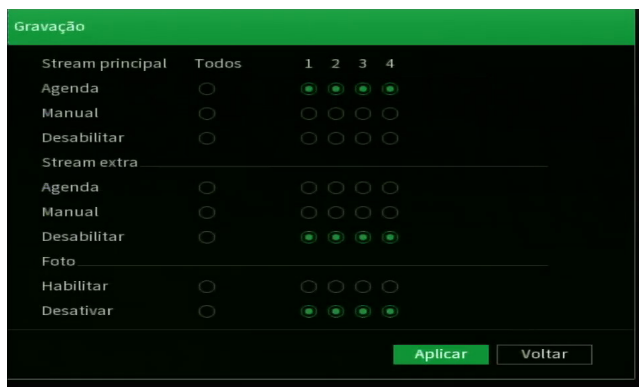 Gravação
Stream principal Todos 1 2 3 4
Agenda
Manual
Desabilitar
Stream extra
Agenda
Manual
Desabilitar
Foto
Habilitar
Desativar
Aplicar Voltar